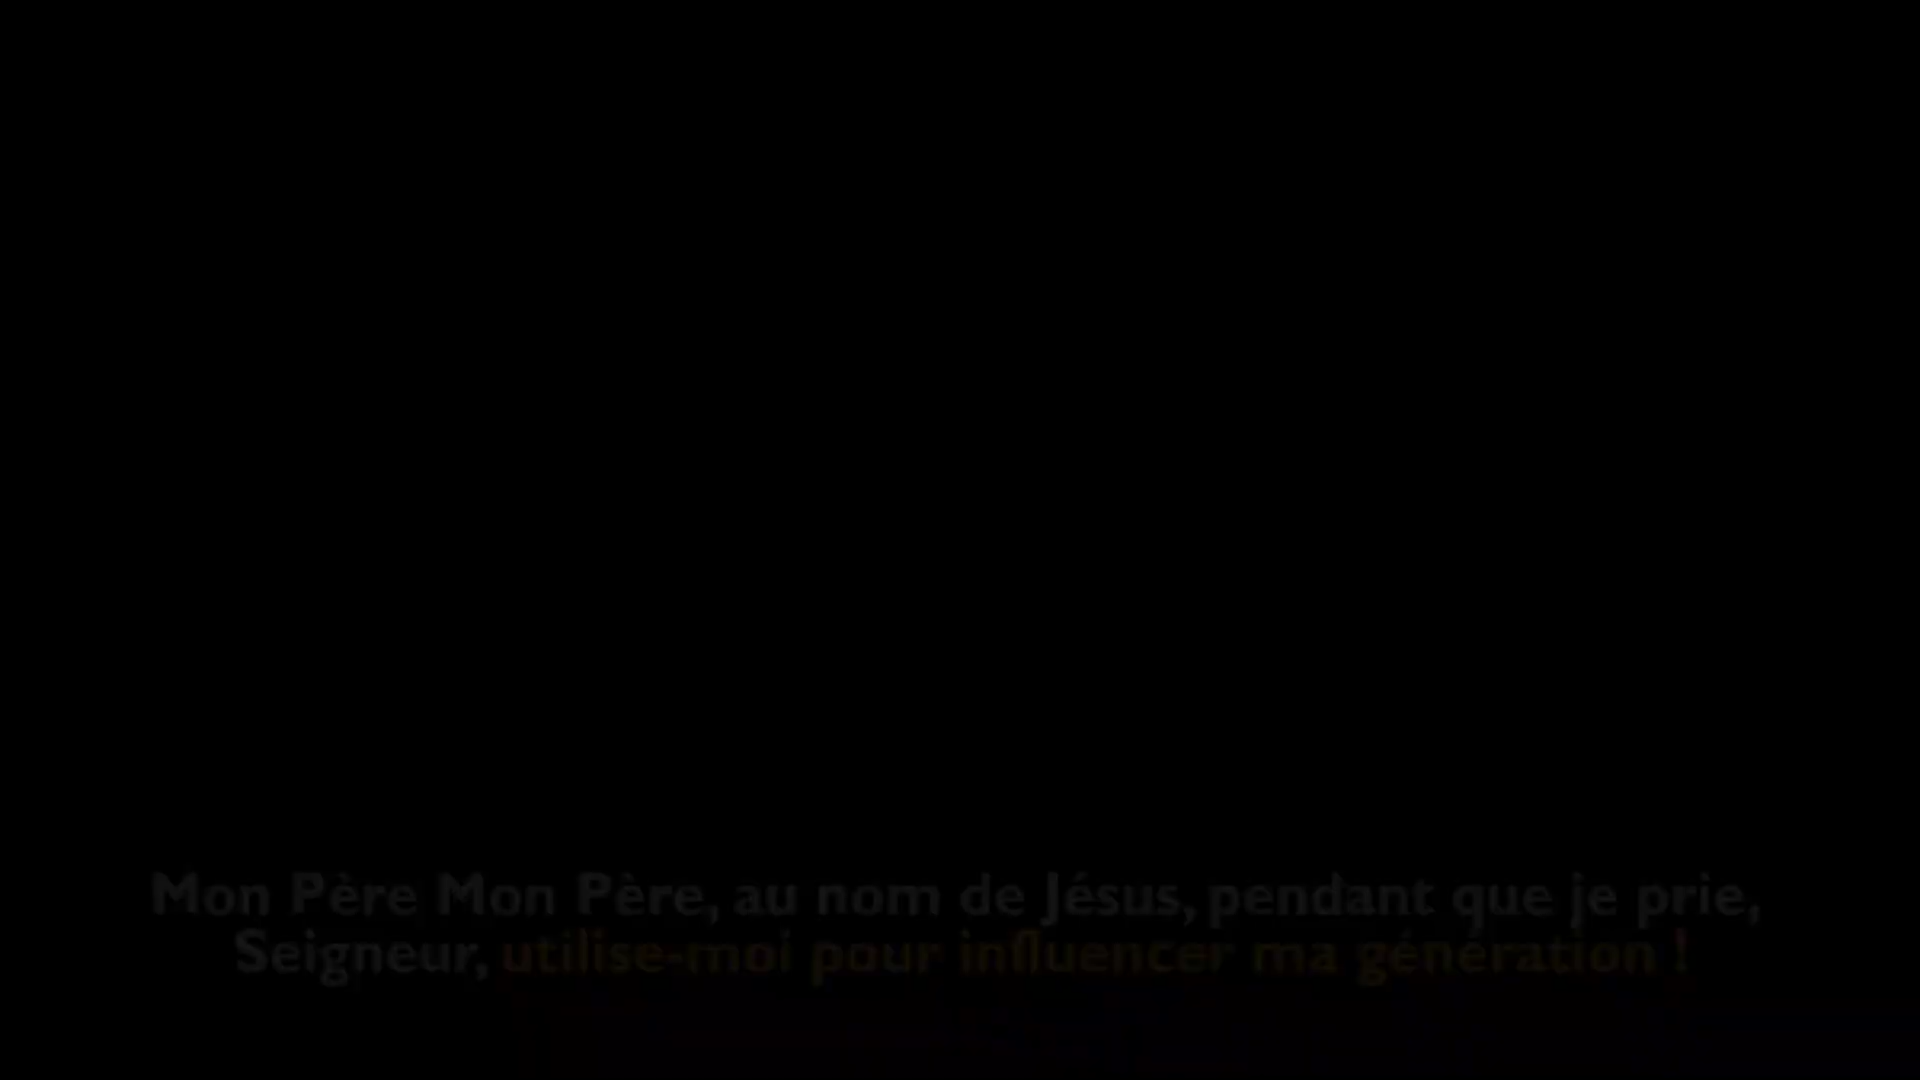 Mon Père Mon Père, au nom de Jésus, pendant que je prie,
Seigneur, utilise-moi pour influencer ma génération !